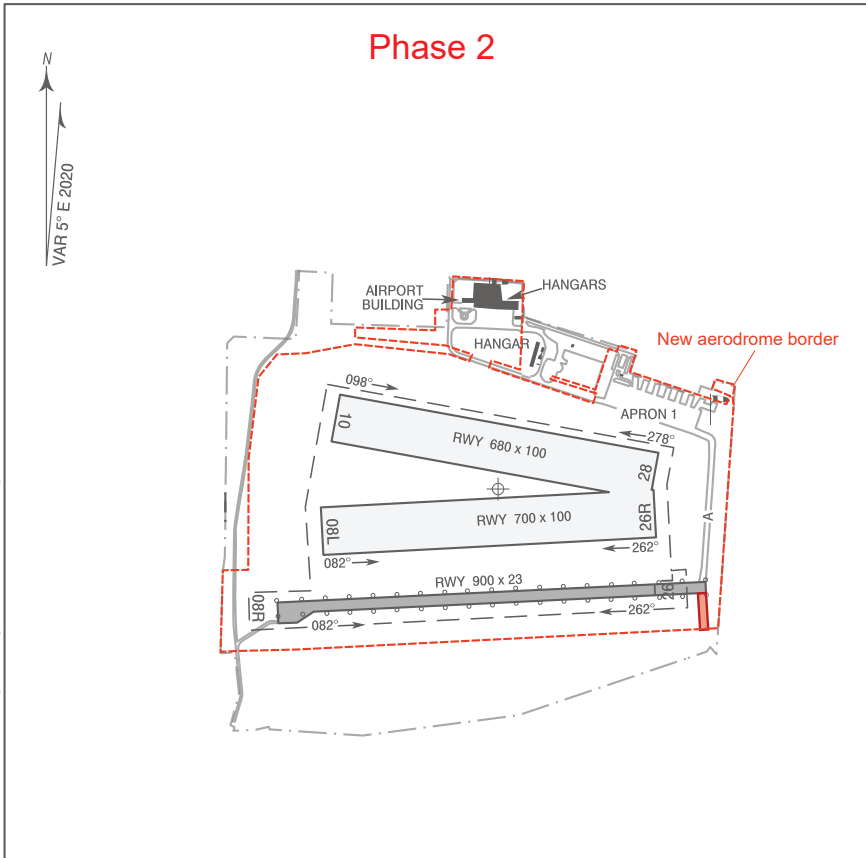 Phase 2
N
VAR 5° E 2020
AIRPORT
BUILDING
HANGARS
HANGAR
New aerodrome border
098°
APRON 1
10
RWY 680 x 100
278°
28
08L
RWY 700 x 100
26R
A
082°
262°
RWY 900 x 23
08R
26L
082°
262°